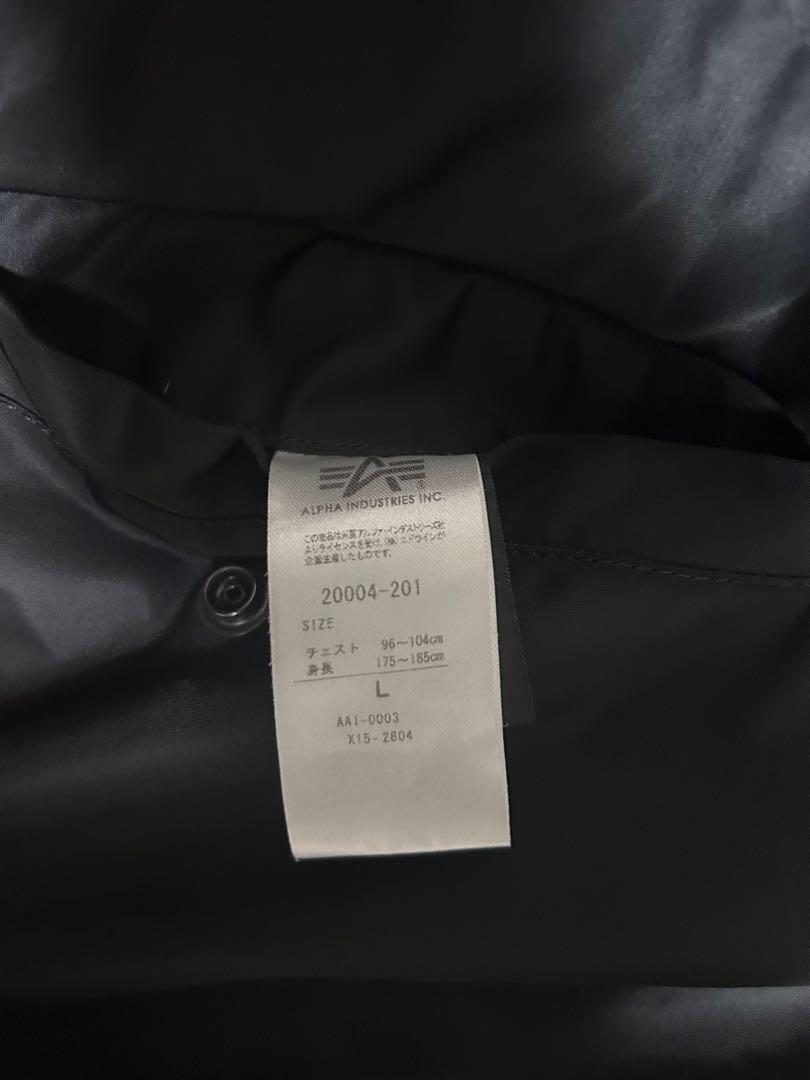 ALPHA INDUSTRIES INC.
この商品は米国アルファ・インダストリーズ社
よりライセンスを受け、(株)エドウインが
企画生産したものです。
20004-201
SIZE
チェスト 96〜104cm
身長 175〜185cm
L
AA1-0003
X15-2804